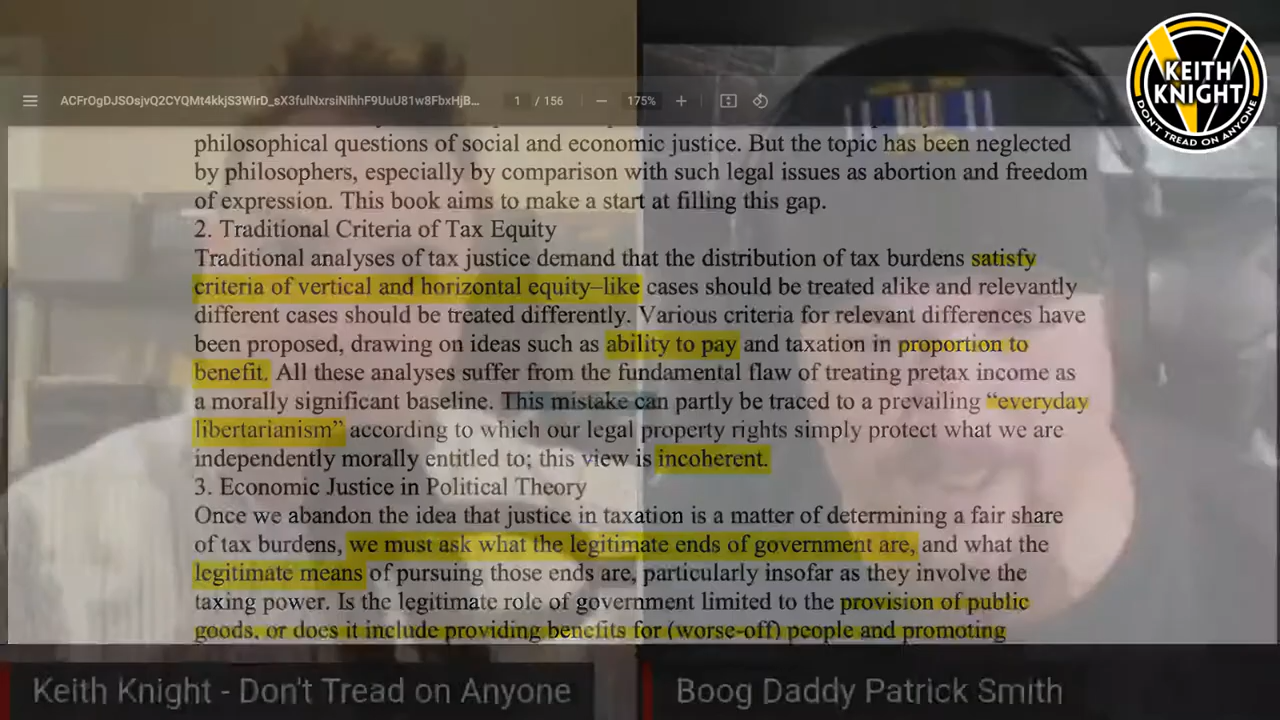 ACFrOgDJSOsjvQ2CYQMt4kkjS3WirD_sX3fulNxrsiNihhF9UuU81w8FbxHjB... 1 / 156 175%
philosophical questions of social and economic justice. But the topic has been neglected
by philosophers, especially by comparison with such legal issues as abortion and freedom
of expression. This book aims to make a start at filling this gap.
2. Traditional Criteria of Tax Equity
Traditional analyses of tax justice demand that the distribution of tax burdens satisfy
criteria of vertical and horizontal equity–like cases should be treated alike and relevantly
different cases should be treated differently. Various criteria for relevant differences have
been proposed, drawing on ideas such as ability to pay and taxation in proportion to
benefit. All these analyses suffer from the fundamental flaw of treating pretax income as
a morally significant baseline. This mistake can partly be traced to a prevailing “everyday
libertarianism” according to which our legal property rights simply protect what we are
independently morally entitled to; this view is incoherent.
3. Economic Justice in Political Theory
Once we abandon the idea that justice in taxation is a matter of determining a fair share
of tax burdens, we must ask what the legitimate ends of government are, and what the
legitimate means of pursuing those ends are, particularly insofar as they involve the
taxing power. Is the legitimate role of government limited to the provision of public
goods, or does it include providing benefits for (worse-off) people and promoting
KEITH
KNIGHT
DON'T TREAD ON ANYONE
Keith Knight - Don't Tread on Anyone
Boog Daddy Patrick Smith